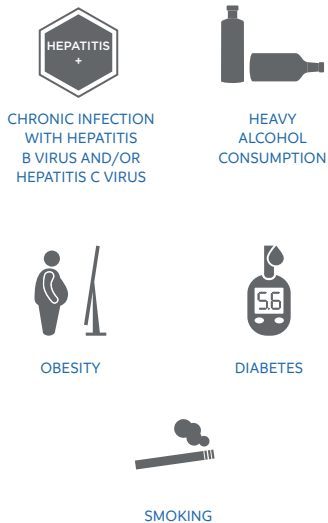 HEPATITIS
+
CHRONIC INFECTION
WITH HEPATITIS
B VIRUS AND/OR
HEPATITIS C VIRUS
HEAVY
ALCOHOL
CONSUMPTION
OBESITY
5.6
DIABETES
SMOKING